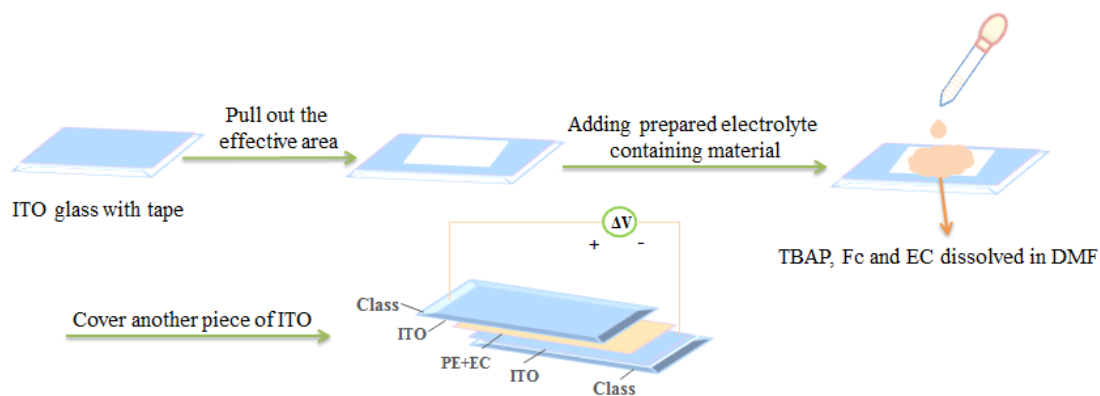 Pull out the
effective area
Adding prepared electrolyte
containing material
ITO glass with tape
TBAP, Fc and EC dissolved in DMF
ΔV
+ -
Cover another piece of ITO
Class
ITO
PE+EC
ITO
Class